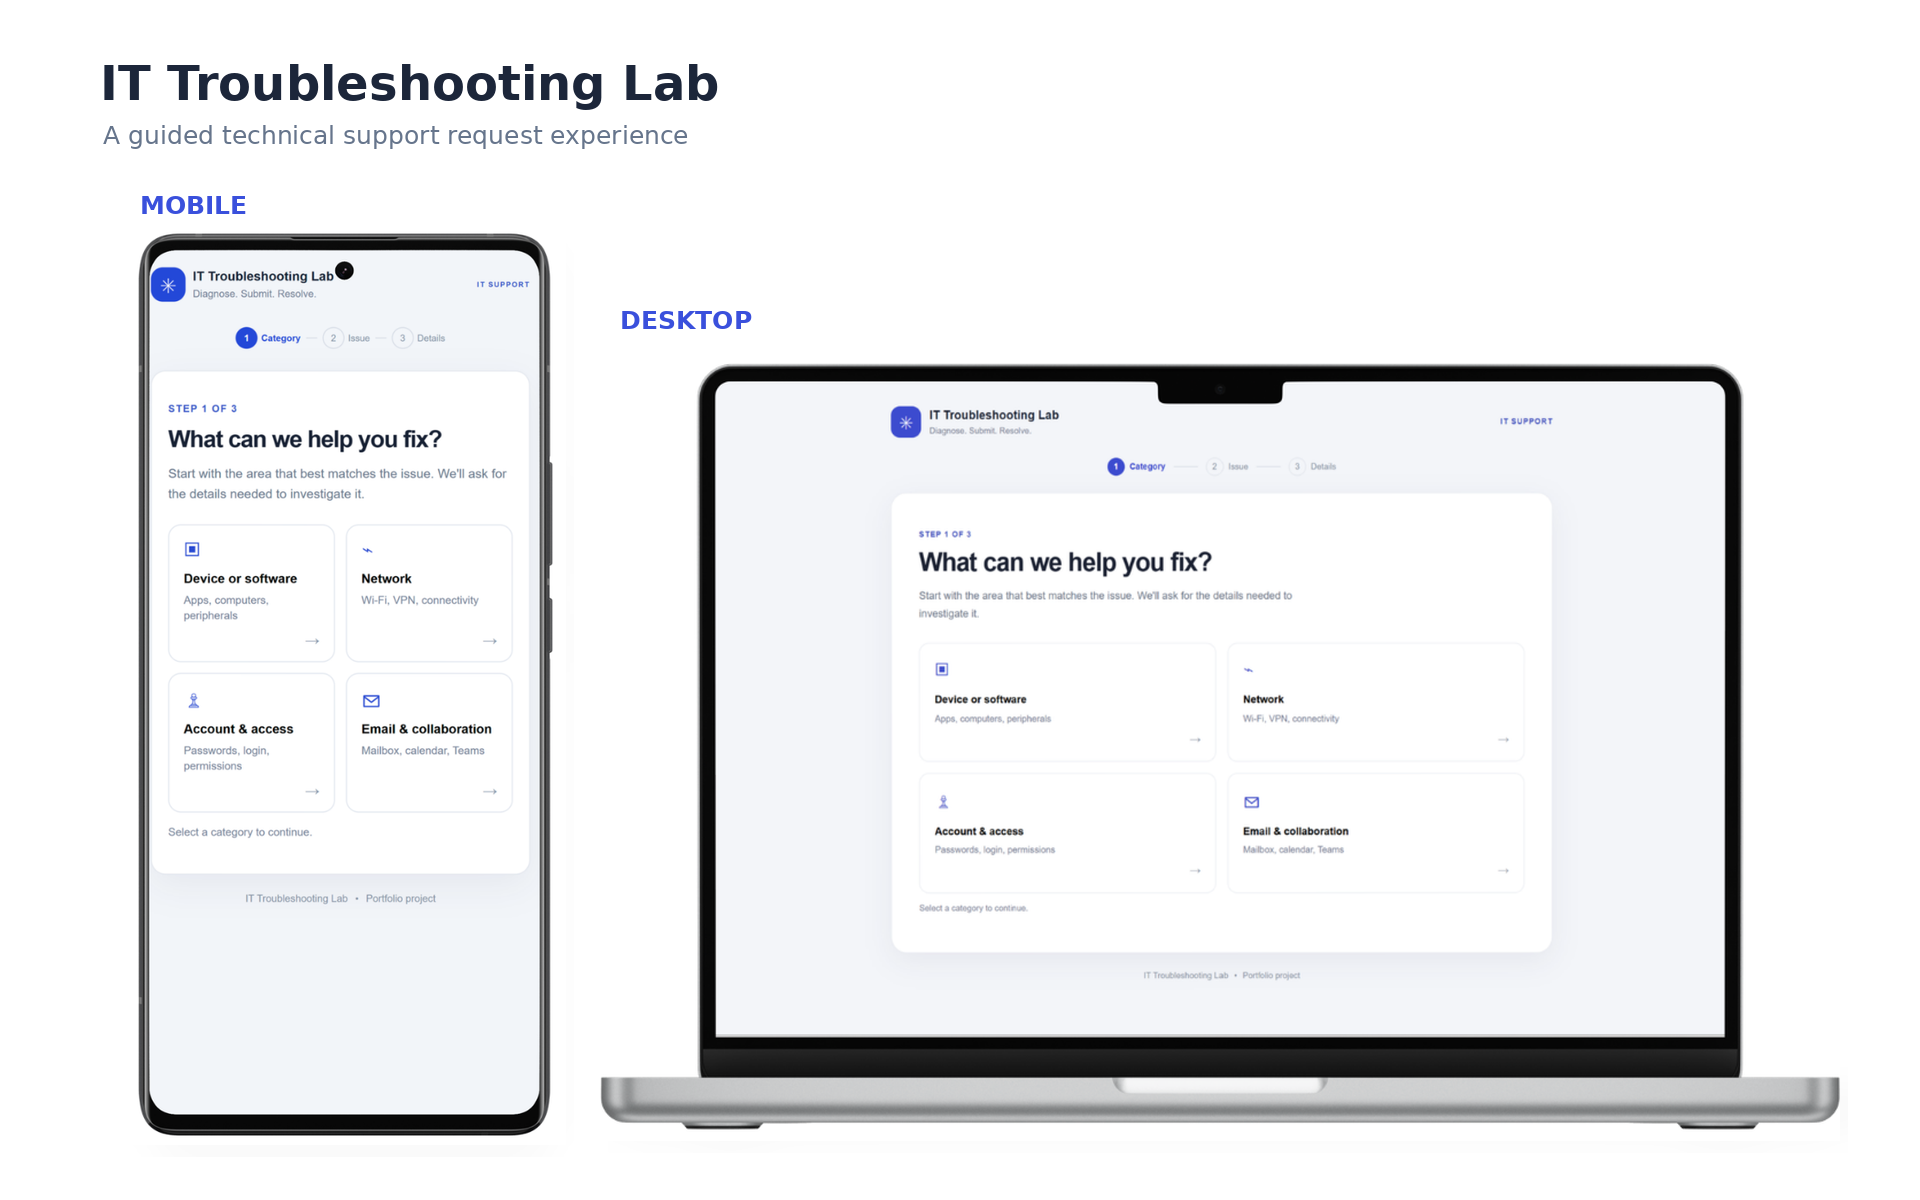 IT Troubleshooting Lab
A guided technical support request experience
MOBILE
IT Troubleshooting Lab
Diagnose. Submit. Resolve.
IT SUPPORT
1 Category 2 Issue 3 Details
STEP 1 OF 3
What can we help you fix?
Start with the area that best matches the issue. We'll ask for
the details needed to investigate it.
Device or software
Apps, computers,
peripherals
→
Network
Wi-Fi, VPN, connectivity
→
Account & access
Passwords, login,
permissions
→
Email & collaboration
Mailbox, calendar, Teams
→
Select a category to continue.
IT Troubleshooting Lab • Portfolio project
DESKTOP
IT Troubleshooting Lab
Diagnose. Submit. Resolve.
IT SUPPORT
1 Category 2 Issue 3 Details
STEP 1 OF 3
What can we help you fix?
Start with the area that best matches the issue. We'll ask for the details needed to
investigate it.
Device or software
Apps, computers, peripherals
→
Network
Wi-Fi, VPN, connectivity
→
Account & access
Passwords, login, permissions
→
Email & collaboration
Mailbox, calendar, Teams
→
Select a category to continue.
IT Troubleshooting Lab • Portfolio project